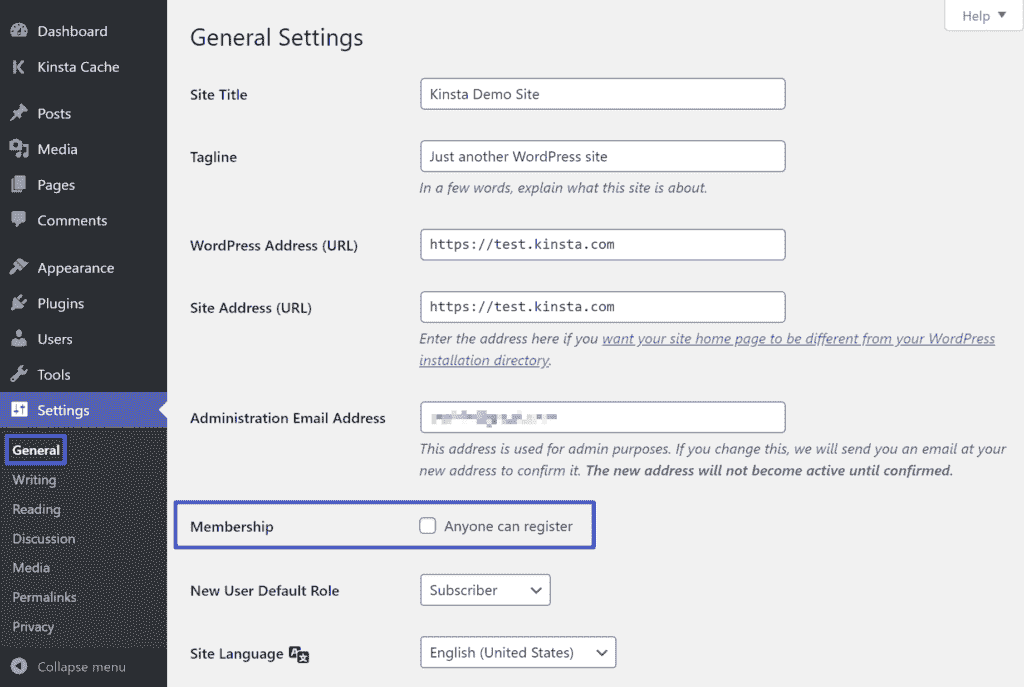 Help
Dashboard
Kinsta Cache
Posts
Media
Pages
Comments
Appearance
Plugins
Users
Tools
Settings
General
Writing
Reading
Discussion
Media
Permalinks
Privacy
Collapse menu
General Settings
Site Title
Kinsta Demo Site
Tagline
Just another WordPress site
In a few words, explain what this site is about.
WordPress Address (URL)
https://test.kinsta.com
Site Address (URL)
https://test.kinsta.com
Enter the address here if you want your site home page to be different from your WordPress
installation directory.
Administration Email Address
This address is used for admin purposes. If you change this, we will send you an email at your
new address to confirm it. The new address will not become active until confirmed.
Membership
Anyone can register
New User Default Role
Subscriber
Site Language
English (United States)